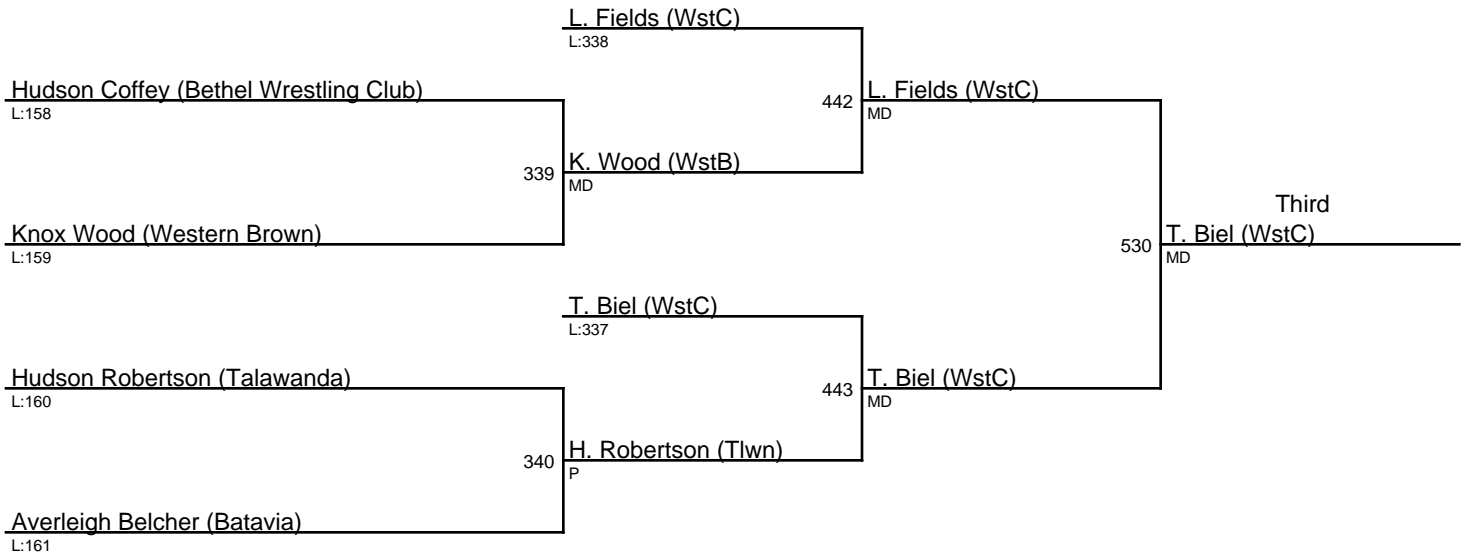 L. Fields (WstC)
L:338
Hudson Coffey (Bethel Wrestling Club)
L:158
442
L. Fields (WstC)
MD
339
K. Wood (WstB)
MD
Third
Knox Wood (Western Brown)
L:159
530
T. Biel (WstC)
MD
T. Biel (WstC)
L:337
Hudson Robertson (Talawanda)
L:160
443
T. Biel (WstC)
MD
340
H. Robertson (Tlwn)
P
Averleigh Belcher (Batavia)
L:161